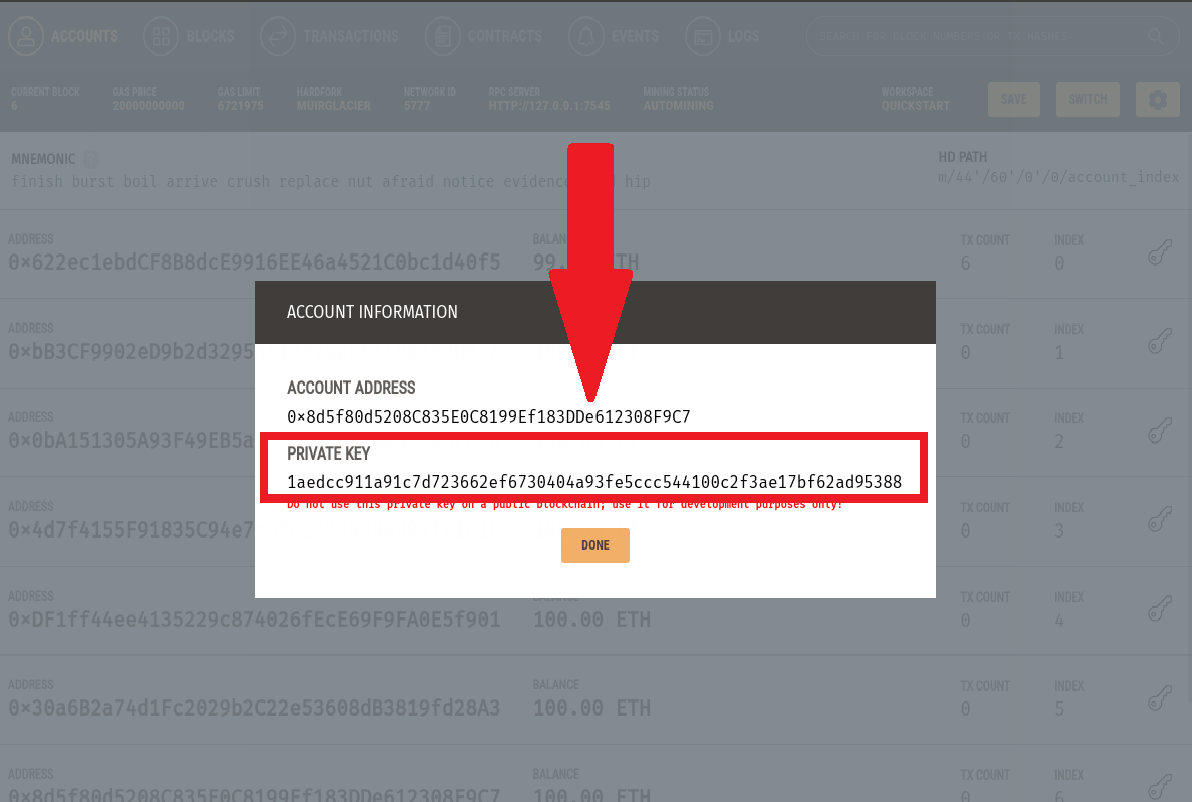 ACCOUNTS BLOCKS TRANSACTIONS CONTRACTS EVENTS LOGS SEARCH FOR BLOCK NUMBERS OR TX HASHES
CURRENT BLOCK GAS PRICE GAS LIMIT HARDFORK NETWORK ID RPC SERVER MINING STATUS WORKSPACE
6 20000000000 6721975 MUIRGLACIER 5777 HTTP://127.0.0.1:7545 AUTOMINING QUICKSTART SAVE SWITCH
MNEMONIC HD PATH
finish burst boil arrive crush replace nut afraid notice evidence hip m/44'/60'/0'/0/account_index
ADDRESS BALANCE TX COUNT INDEX
0×622ec1ebdCF8B8dcE9916EE46a4521C0bc1d40f5 99. ETH 6 0
ACCOUNT INFORMATION
ADDRESS TX COUNT INDEX
0×bB3CF9902eD9b2d3295 0 1
ACCOUNT ADDRESS
0×8d5f80d5208C835E0C8199Ef183DDe612308F9C7
ADDRESS TX COUNT INDEX
0×0bA151305A93F49EB5a 0 2
PRIVATE KEY
1aedcc911a91c7d723662ef6730404a93fe5ccc544100c2f3ae17bf62ad95388
Do not use this private key on a public blockchain; use it for development purposes only!
ADDRESS TX COUNT INDEX
0×4d7f4155F91835C94e7 0 3
DONE
ADDRESS BALANCE TX COUNT INDEX
0×DF1ff44ee4135229c874026fEcE69F9FA0E5f901 100.00 ETH 0 4
ADDRESS BALANCE TX COUNT INDEX
0×30a6B2a74d1Fc2029b2C22e53608dB3819fd28A3 100.00 ETH 0 5
ADDRESS BALANCE TX COUNT INDEX
0×8d5f80d5208C835E0C8199Ef183DDe612308F9C7 100.00 ETH 0 6